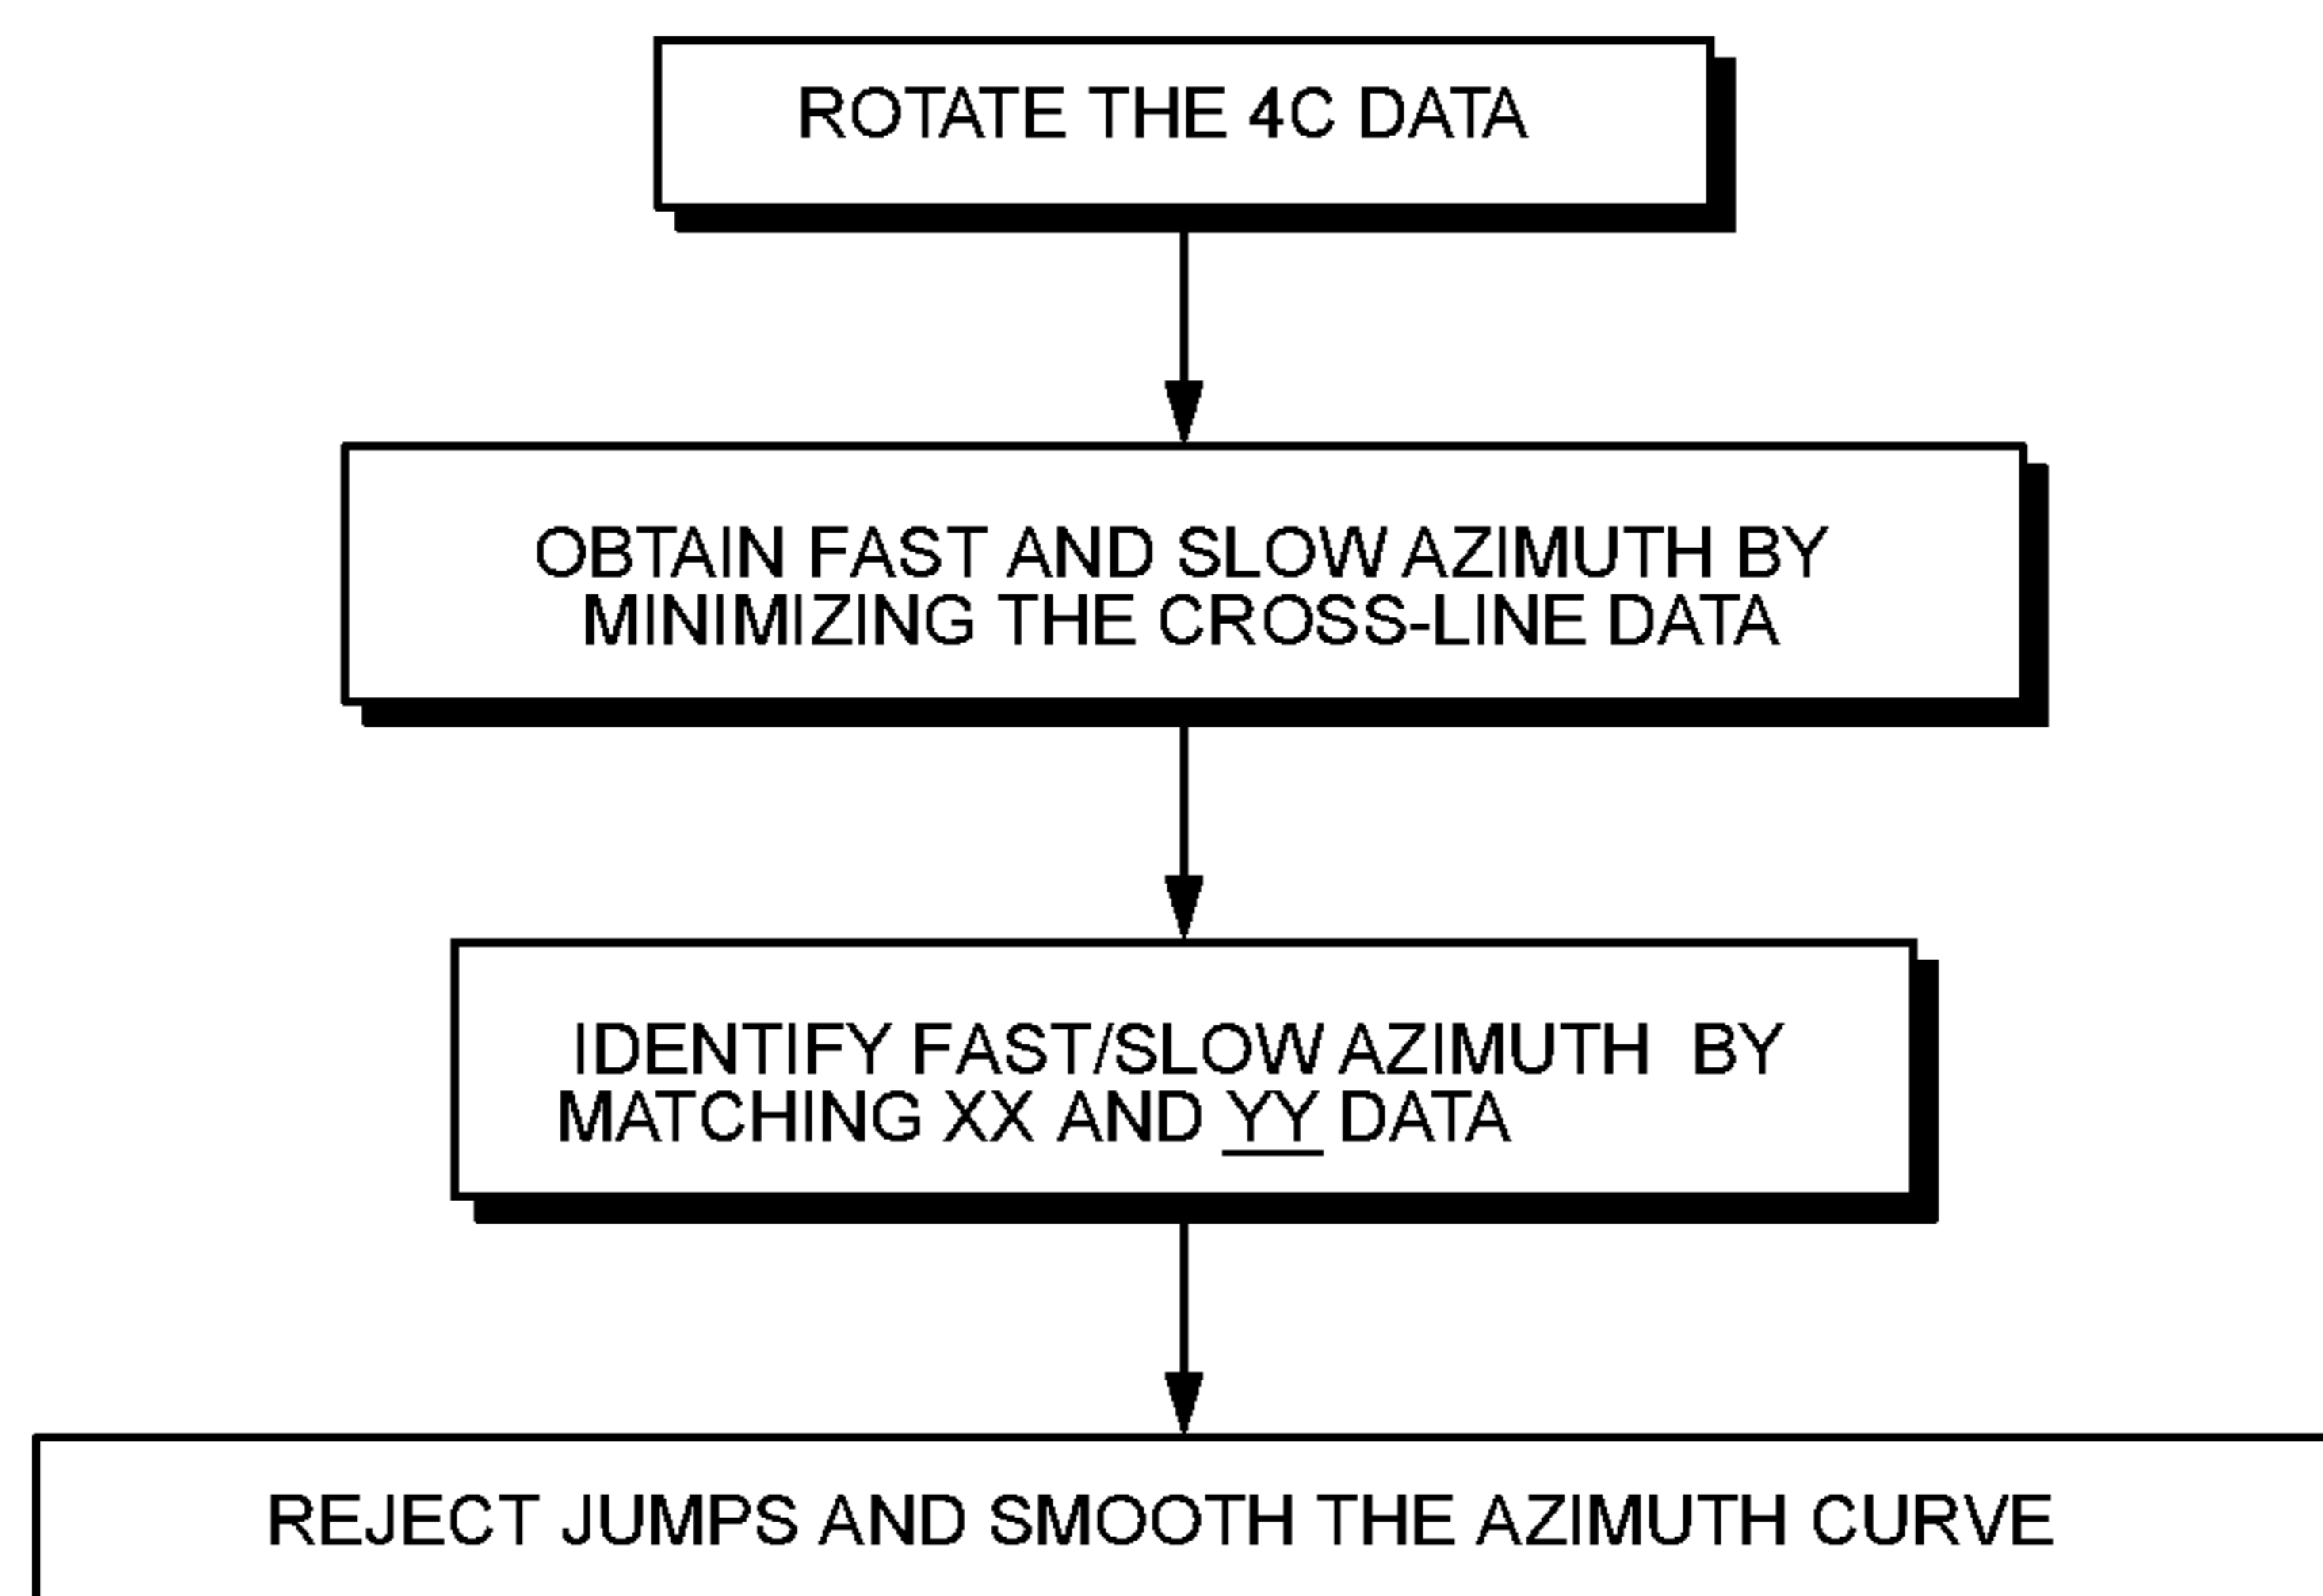 ROTATE THE 4C DATA
OBTAIN FAST AND SLOW AZIMUTH BY
MINIMIZING THE CROSS-LINE DATA
IDENTIFY FAST/SLOW AZIMUTH BY
MATCHING XX AND YY DATA
REJECT JUMPS AND SMOOTH THE AZIMUTH CURVE